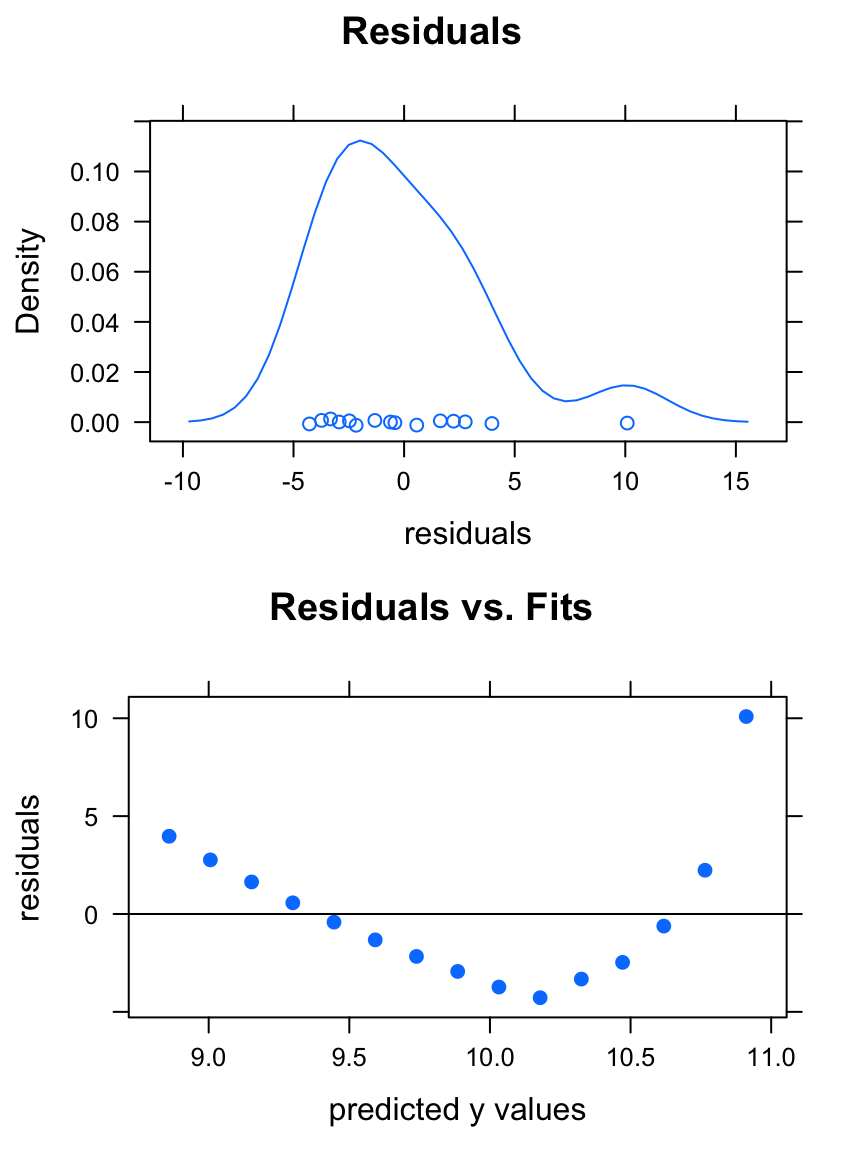 Residuals
Density
0.10
0.08
0.06
0.04
0.02
0.00
-10 -5 0 5 10 15
residuals
Residuals vs. Fits
residuals
10
5
0
9.0 9.5 10.0 10.5 11.0
predicted y values